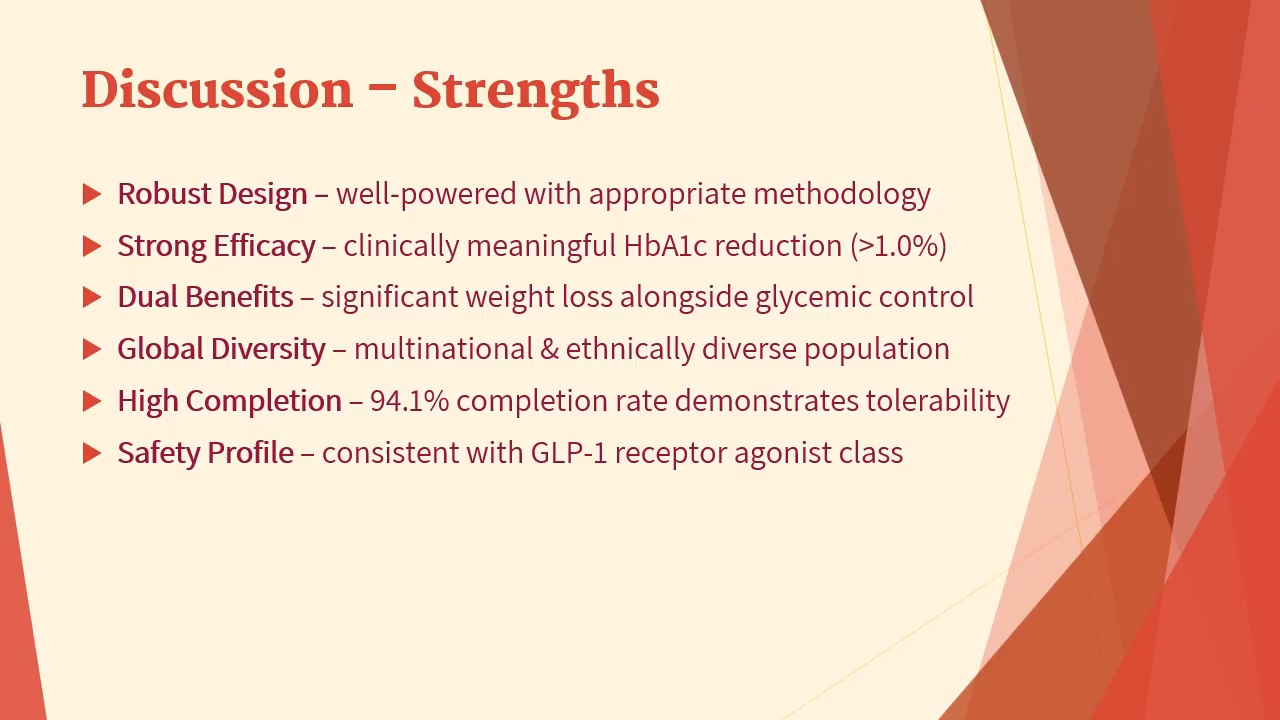 Discussion – Strengths
Robust Design – well-powered with appropriate methodology
Strong Efficacy – clinically meaningful HbA1c reduction (>1.0%)
Dual Benefits – significant weight loss alongside glycemic control
Global Diversity – multinational & ethnically diverse population
High Completion – 94.1% completion rate demonstrates tolerability
Safety Profile – consistent with GLP-1 receptor agonist class